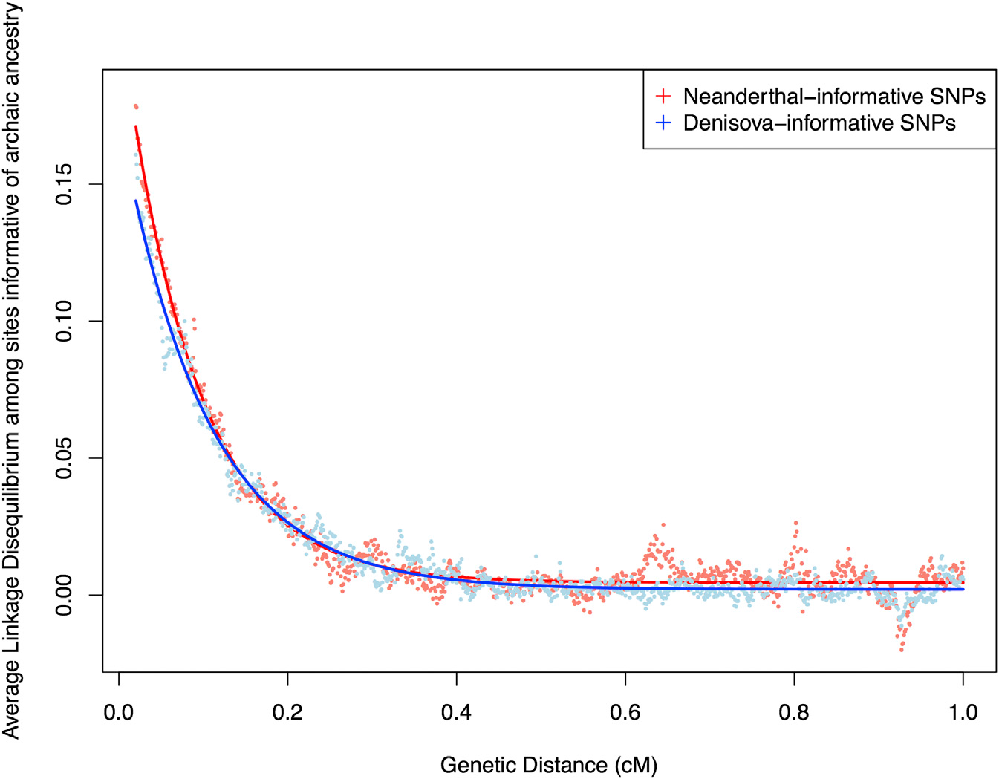 Average Linkage Disequilibrium among sites informative of archaic ancestry
Neanderthal−informative SNPs
Denisova−informative SNPs
0.15
0.10
0.05
0.00
0.0 0.2 0.4 0.6 0.8 1.0
Genetic Distance (cM)